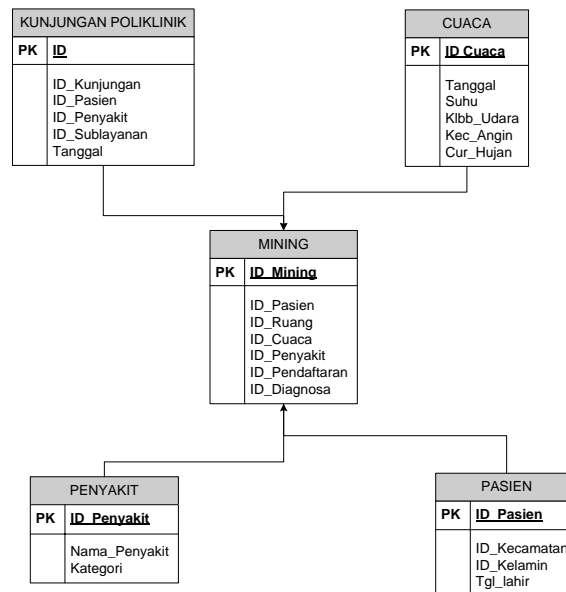 KUNJUNGAN POLIKLINIK
PK ID
ID_Kunjungan
ID_Pasien
ID_Penyakit
ID_Sublayanan
Tanggal
CUACA
PK ID Cuaca
Tanggal
Suhu
Klbb_Udara
Kec_Angin
Cur_Hujan
MINING
PK ID_Mining
ID_Pasien
ID_Ruang
ID_Cuaca
ID_Penyakit
ID_Pendaftaran
ID_Diagnosa
PENYAKIT
PK ID_Penyakit
Nama_Penyakit
Kategori
PASIEN
PK ID_Pasien
ID_Kecamatan
ID_Kelamin
Tgl_lahir